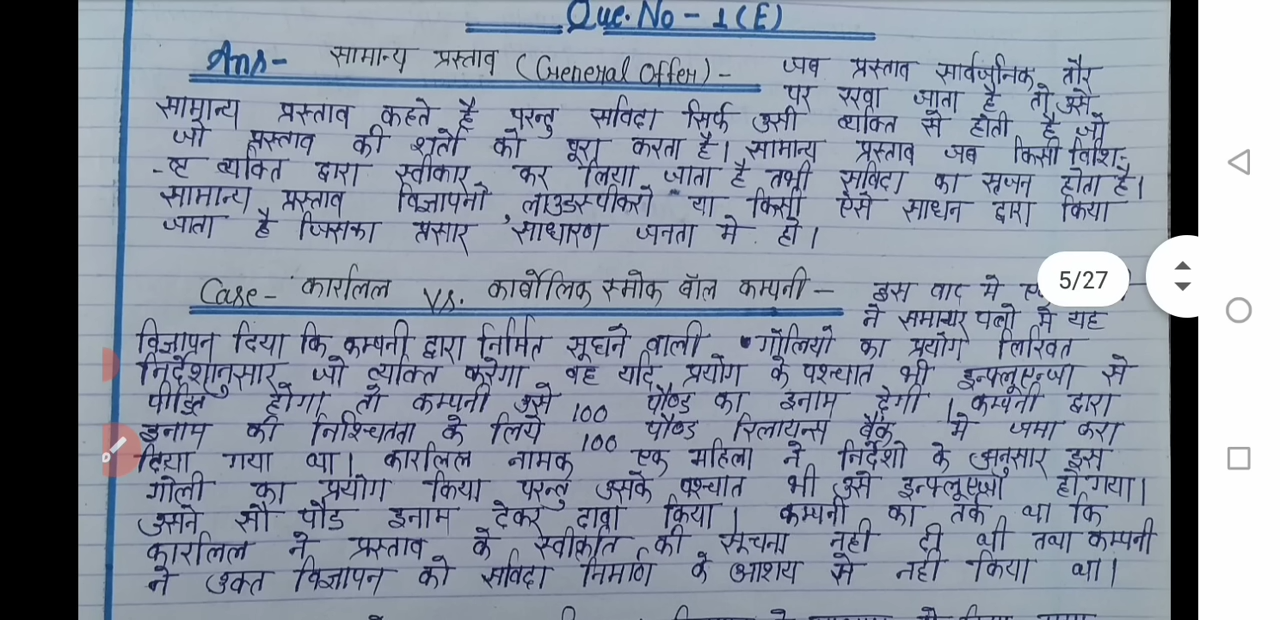 Que. No - 1 (E)
Ans- सामान्य प्रस्ताव (General Offer) - जब प्रस्ताव सार्वजनिक तौर
पर रखा जाता है तो उसे
सामान्य प्रस्ताव कहते है परन्तु संविदा सिर्फ उसी व्यक्ति से होती है जो
जो प्रस्ताव की शर्तो को पूरा करता है। सामान्य प्रस्ताव जब किसी विशि-
-ष्ट व्यक्ति द्वारा स्वीकार कर लिया जाता है तभी संविदा का सृजन होता है।
सामान्य प्रस्ताव विज्ञापनो, लाउडस्पीकरो या किसी ऐसे साधन द्वारा किया
जाता है जिसका प्रसार साधारण जनता मे हो।
Case- कारलिल Vs. कार्वोलिक स्मोक बॉल कम्पनी - इस वाद मे
5/27
ने समाचार पत्रो मे यह
विज्ञापन दिया कि कम्पनी द्वारा निर्मित सूघने वाली गोलियो का प्रयोग लिखित
निर्देशानुसार जो व्यक्ति करेगा वह यदि प्रयोग के पश्चात भी इन्फ्लूएन्जा से
पीडित होगा तो कम्पनी उसे 100 पौण्ड का इनाम देगी। कम्पनी द्वारा
इनाम की निश्चितता के लिये 100 पौण्ड रिलायन्स बैंक मे जमा करा
दिया गया था। कारलिल नामक एक महिला ने निर्देशो के अनुसार इस
गोली का प्रयोग किया परन्तु उसके पश्चात भी उसे इन्फ्लूएंजा हो गया।
उसने सौ पौंड इनाम देकर दावा किया। कम्पनी का तर्क था कि
कारलिल ने प्रस्ताव के स्वीकृति की सूचना नही दी थी तथा कम्पनी
ने उक्त विज्ञापन को संविदा निर्माण के आशय से नही किया था।